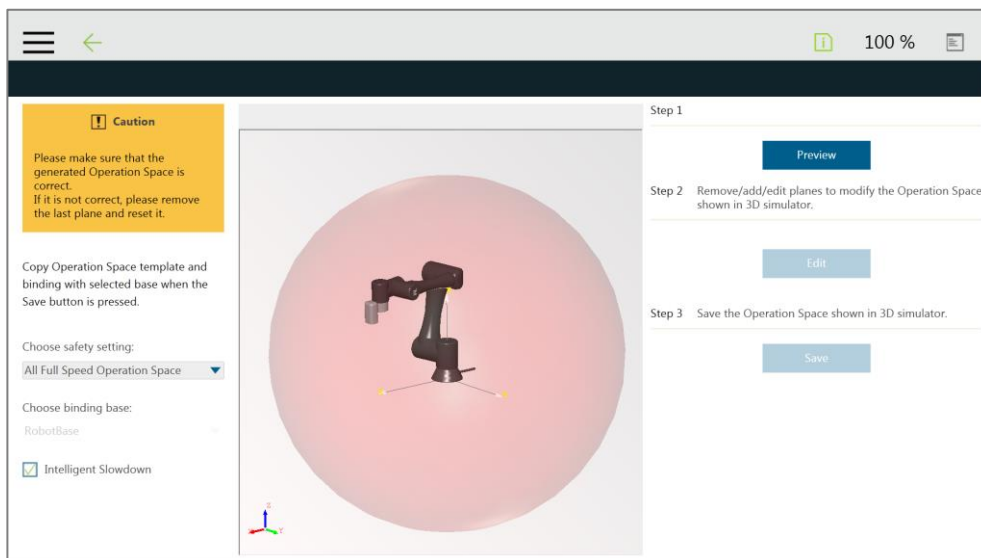 100 %
Caution
Please make sure that the
generated Operation Space is
correct.
If it is not correct, please remove
the last plane and reset it.
Copy Operation Space template and
binding with selected base when the
Save button is pressed.
Choose safety setting:
All Full Speed Operation Space
Choose binding base:
RobotBase
Intelligent Slowdown
Z
Y
Step 1
Preview
Step 2 Remove/add/edit planes to modify the Operation Space
shown in 3D simulator.
Edit
Step 3 Save the Operation Space shown in 3D simulator.
Save